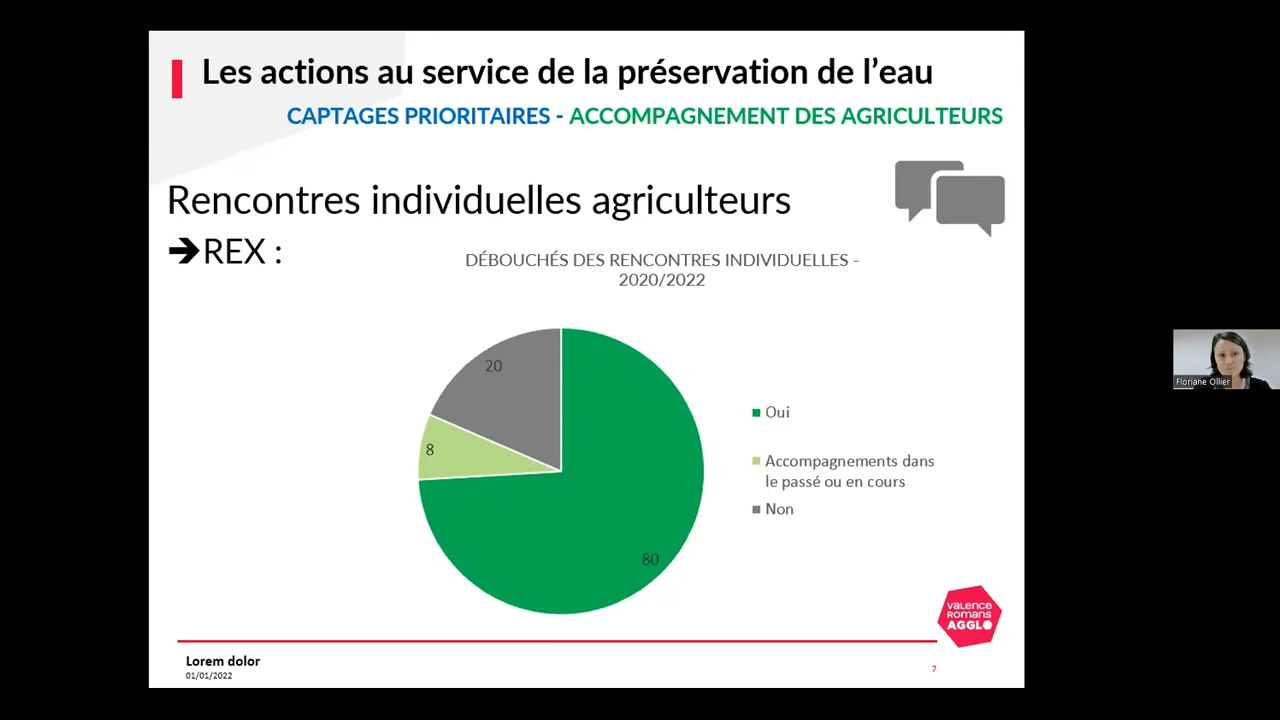 Les actions au service de la préservation de l’eau
CAPTAGES PRIORITAIRES - ACCOMPAGNEMENT DES AGRICULTEURS
Rencontres individuelles agriculteurs
➔REX :
DÉBOUCHÉS DES RENCONTRES INDIVIDUELLES -
2020/2022
20
8
80
Oui
Accompagnements dans
le passé ou en cours
Non
valence
Romans
AGGLO
Lorem dolor
01/01/2022
7
Floriane Ollier